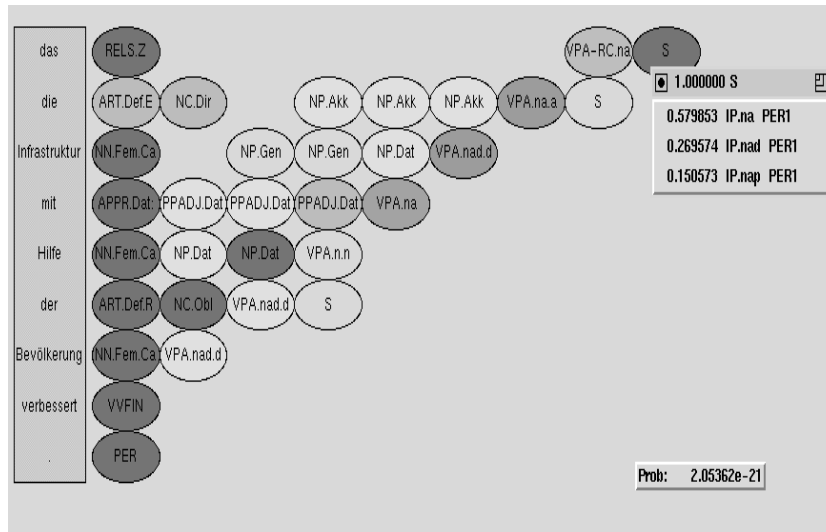 das RELS.Z VPA-RC.na S
1.000000 S
die ART.Def.E NC.Dir NP.Akk NP.Akk NP.Akk VPA.na.a S
0.579853 IP.na PER1
Infrastruktur NN.Fem.Ca NP.Gen NP.Gen NP.Dat VPA.nad.d
0.269574 IP.nad PER1
0.150573 IP.nap PER1
mit APPR.Dat: PPADJ.Dat PPADJ.Dat PPADJ.Dat VPA.na
Hilfe NN.Fem.Ca NP.Dat NP.Dat VPA.n.n
der ART.Def.R NC.Obl VPA.nad.d S
Bevölkerung NN.Fem.Ca VPA.nad.d
verbessert VVFIN
. PER
Prob: 2.05362e-21